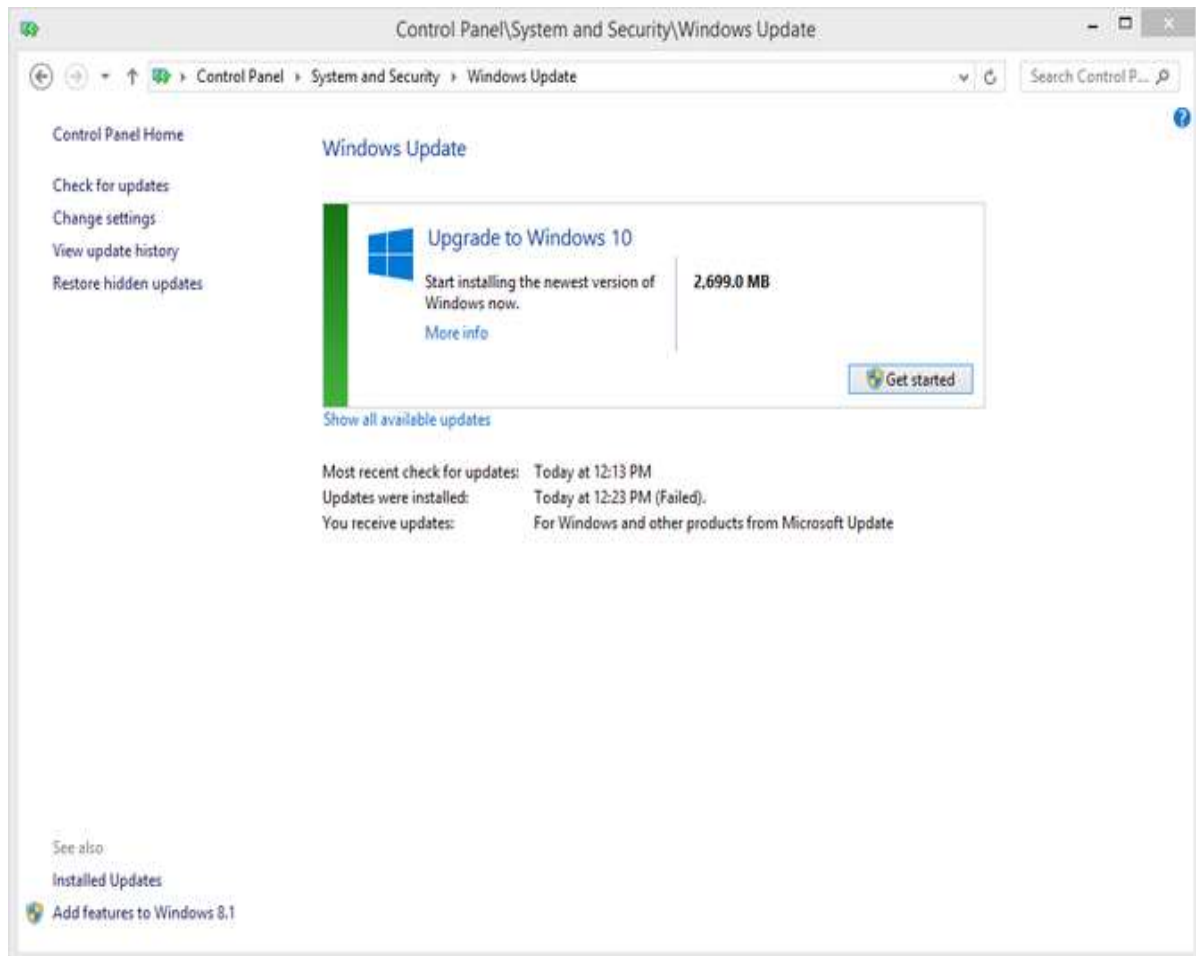 Control Panel\System and Security\Windows Update
Control Panel System and Security Windows Update
Search Control P...
Control Panel Home
Check for updates
Change settings
View update history
Restore hidden updates
Windows Update
Upgrade to Windows 10
Start installing the newest version of
Windows now.
More info
2,699.0 MB
Get started
Show all available updates
Most recent check for updates: Today at 12:13 PM
Updates were installed: Today at 12:23 PM (Failed).
You receive updates: For Windows and other products from Microsoft Update
See also
Installed Updates
Add features to Windows 8.1